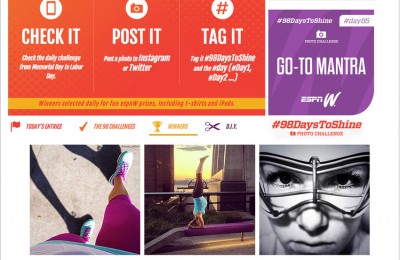 CHECK IT
Check the daily challenge
from Memorial Day to Labor
Day.
POST IT
Post a photo to Instagram
or Twitter
TAG IT
Tag it #98DaysToShine
and the #day (#Day1,
#Day2 ...)
Winners selected daily for fun espnW prizes, including t-shirts and iPods.
#98DaysToShine
#day85
PHOTO CHALLENGE
GO-TO MANTRA
ESPN W
TODAY'S ENTRIES
THE 98 CHALLENGES
WINNERS
D.I.Y.
#98DaysToShine
PHOTO CHALLENGE